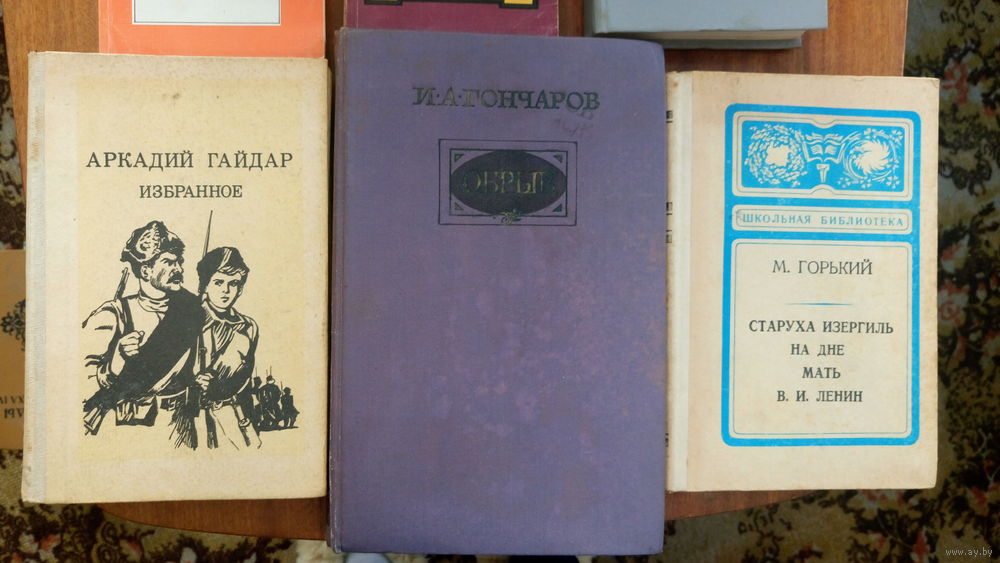 АРКАДИЙ ГАЙДАР
ИЗБРАННОЕ
И·А·ГОНЧАРОВ
ОБРЫВ
ШКОЛЬНАЯ БИБЛИОТЕКА
М. ГОРЬКИЙ
СТАРУХА ИЗЕРГИЛЬ
НА ДНЕ
МАТЬ
В. И. ЛЕНИН
www.ay.by